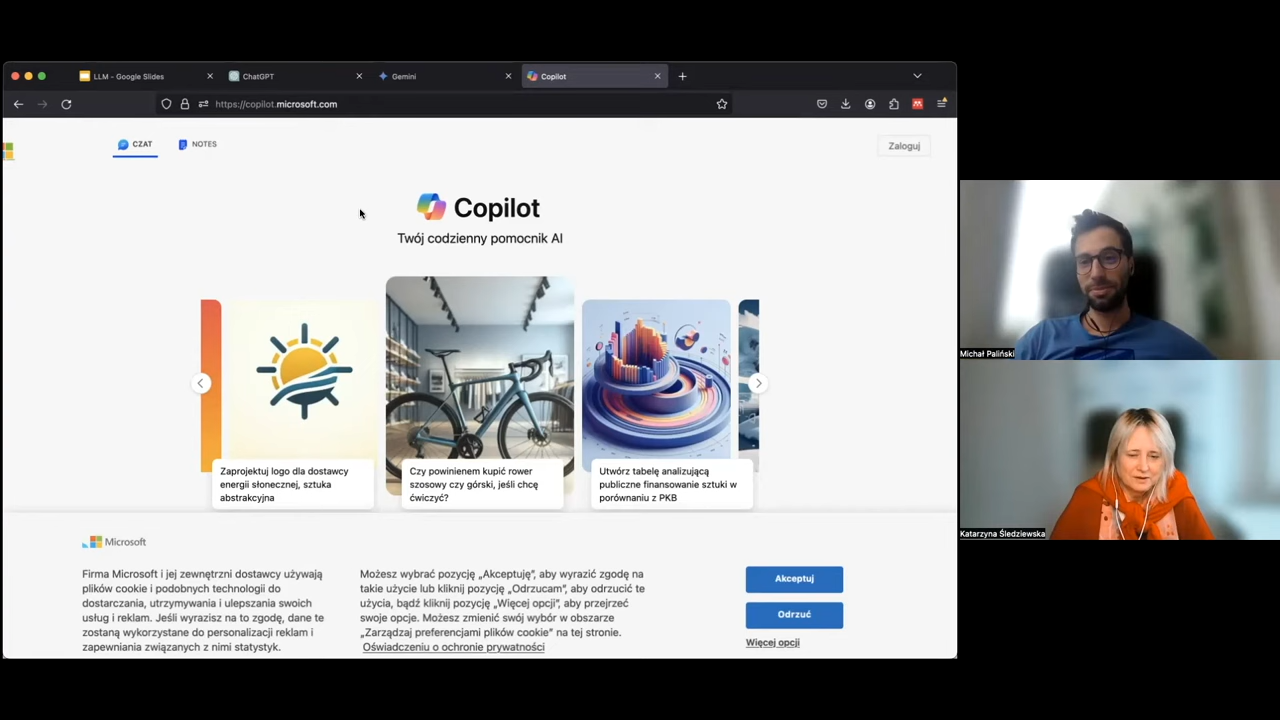 LLM - Google Slides
ChatGPT
Gemini
Copilot
https://copilot.microsoft.com
CZAT
NOTES
Zaloguj
Copilot
Twój codzienny pomocnik AI
Zaprojektuj logo dla dostawcy
energii słonecznej, sztuka
abstrakcyjna
Czy powinienem kupić rower
szosowy czy górski, jeśli chcę
ćwiczyć?
Utwórz tabelę analizującą
publiczne finansowanie sztuki w
porównaniu z PKB
Microsoft
Firma Microsoft i jej zewnętrzni dostawcy używają
plików cookie i podobnych technologii do
dostarczania, utrzymywania i ulepszania swoich
usług i reklam. Jeśli wyrazisz na to zgodę, dane te
zostaną wykorzystane do personalizacji reklam i
zapewniania związanych z nimi statystyk.
Możesz wybrać pozycję „Akceptuję”, aby wyrazić zgodę na
takie użycie lub kliknij pozycję „Odrzucam”, aby odrzucić te
użycia, bądź kliknij pozycję „Więcej opcji”, aby przejrzeć
swoje opcje. Możesz zmienić swój wybór w obszarze
„Zarządzaj preferencjami plików cookie” na tej stronie.
Oświadczeniu o ochronie prywatności
Akceptuj
Odrzuć
Więcej opcji
Michał Paliński
Katarzyna Śledziewska